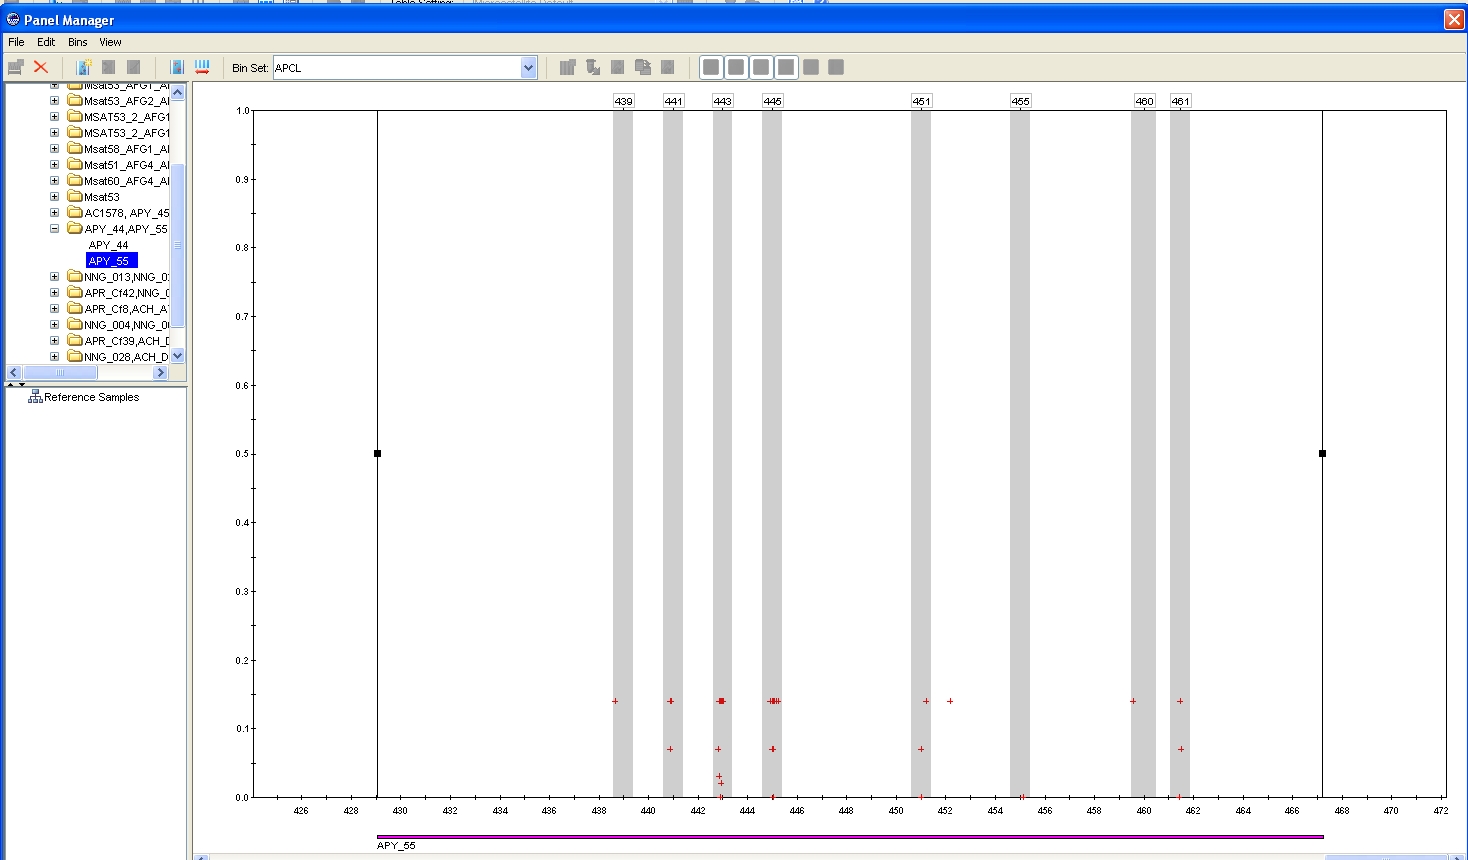 Panel Manager
File Edit Bins View
Bin Set: APCL
Msat53_AFG1_Al
Msat53_AFG2_Al
MSAT53_2_AFG1
MSAT53_2_AFG1
Msat58_AFG1_Al
Msat51_AFG4_Al
Msat60_AFG4_Al
Msat53
AC1578, APY_45
APY_44,APY_55
APY_44
APY_55
NNG_013,NNG_0
APR_Cf42,NNG_0
APR_Cf8,ACH_A
NNG_004,NNG_0
APR_Cf39,ACH_D
NNG_028,ACH_D
Reference Samples
439 441 443 445 451 455 460 461
1.0
0.9
0.8
0.7
0.6
0.5
0.4
0.3
0.2
0.1
0.0
426 428 430 432 434 436 438 440 442 444 446 448 450 452 454 456 458 460 462 464 466 468 470 472
APY_55